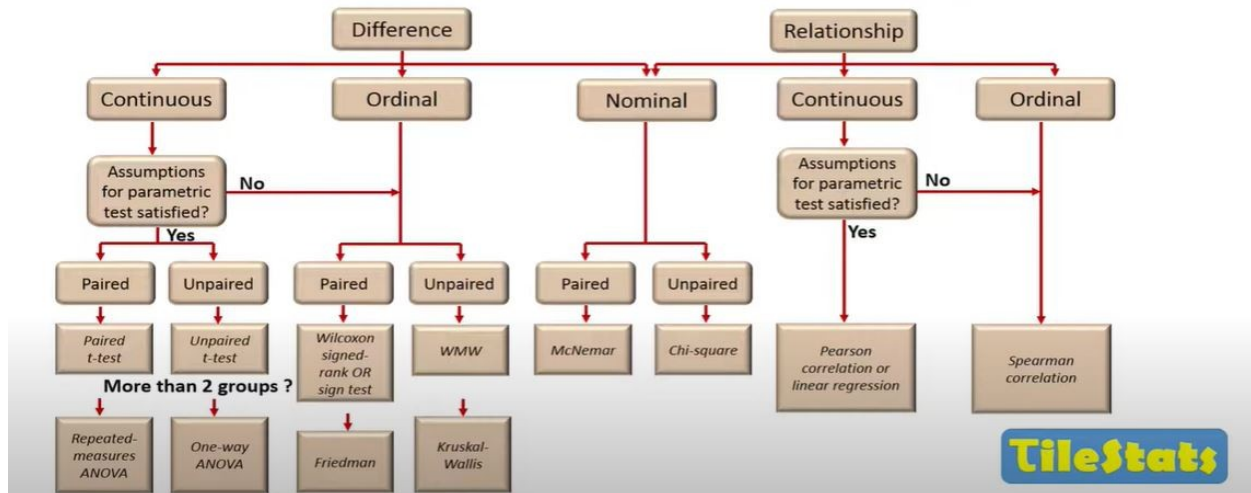 Difference
Relationship
Continuous
Ordinal
Nominal
Continuous
Ordinal
Assumptions
for parametric
test satisfied?
No
Yes
Assumptions
for parametric
test satisfied?
No
Yes
Paired
Unpaired
Paired
Unpaired
Paired
Unpaired
Paired
t-test
Unpaired
t-test
Wilcoxon
signed-
rank OR
sign test
WMW
McNemar
Chi-square
Pearson
correlation or
linear regression
Spearman
correlation
More than 2 groups ?
Repeated-
measures
ANOVA
One-way
ANOVA
Friedman
Kruskal-
Wallis
TileStats